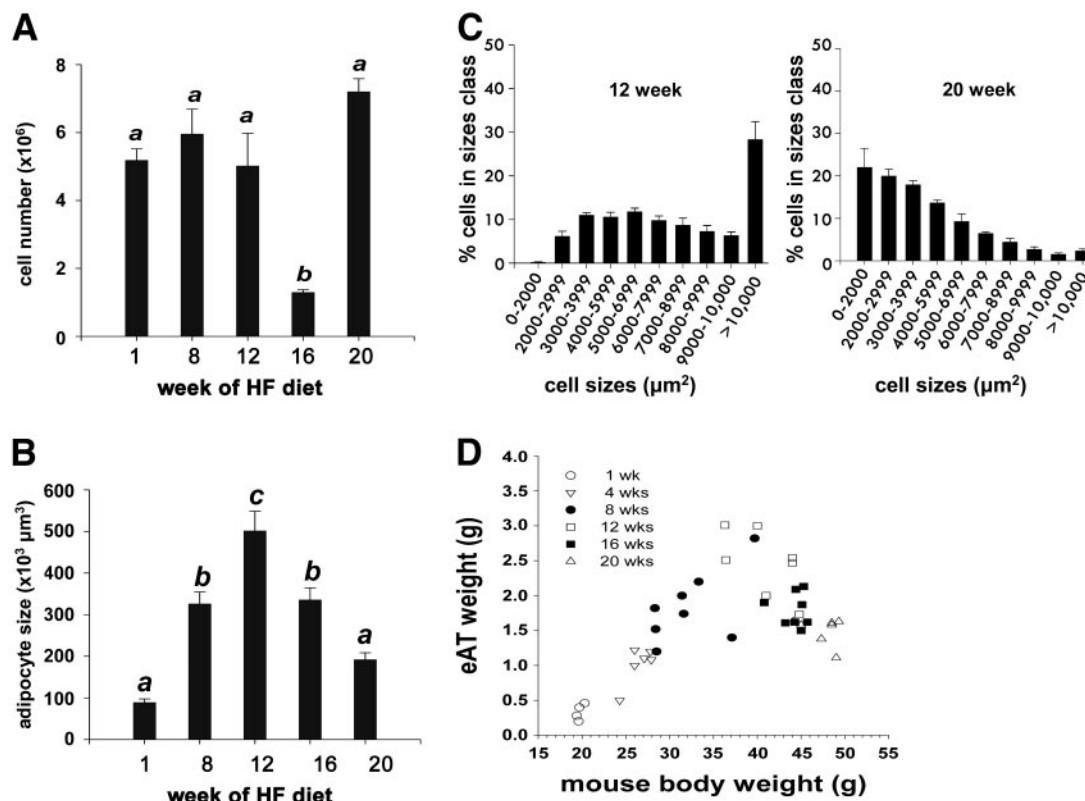 A
8
6
4
2
0
cell number (x10⁶)
a
a
a
b
a
1 8 12 16 20
week of HF diet
B
600
500
400
300
200
100
0
adipocyte size (x10³ µm³)
a
b
c
b
a
1 8 12 16 20
week of HF diet
C
50
40
30
20
10
0
% cells in sizes class
12 week
0-2000
2000-2999
3000-3999
4000-5999
5000-6999
6000-7999
7000-8999
8000-9999
9000-10,000
>10,000
cell sizes (µm²)
50
40
30
20
10
0
% cells in sizes class
20 week
0-2000
2000-2999
3000-3999
4000-5999
5000-6999
6000-7999
7000-8999
8000-9999
9000-10,000
>10,000
cell sizes (µm²)
D
4.0
3.5
3.0
2.5
2.0
1.5
1.0
0.5
0.0
eAT weight (g)
1 wk
4 wks
8 wks
12 wks
16 wks
20 wks
15 20 25 30 35 40 45 50 55
mouse body weight (g)